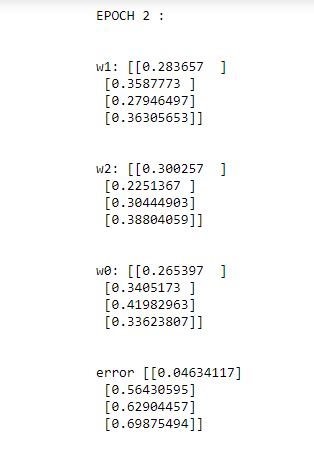 EPOCH 2 :
w1: [[0.283657  ]
 [0.3587773 ]
 [0.27946497]
 [0.36305653]]
w2: [[0.300257  ]
 [0.2251367 ]
 [0.30444903]
 [0.38804059]]
w0: [[0.265397  ]
 [0.3405173 ]
 [0.41982963]
 [0.33623807]]
error [[0.04634117]
 [0.56430595]
 [0.62904457]
 [0.69875494]]